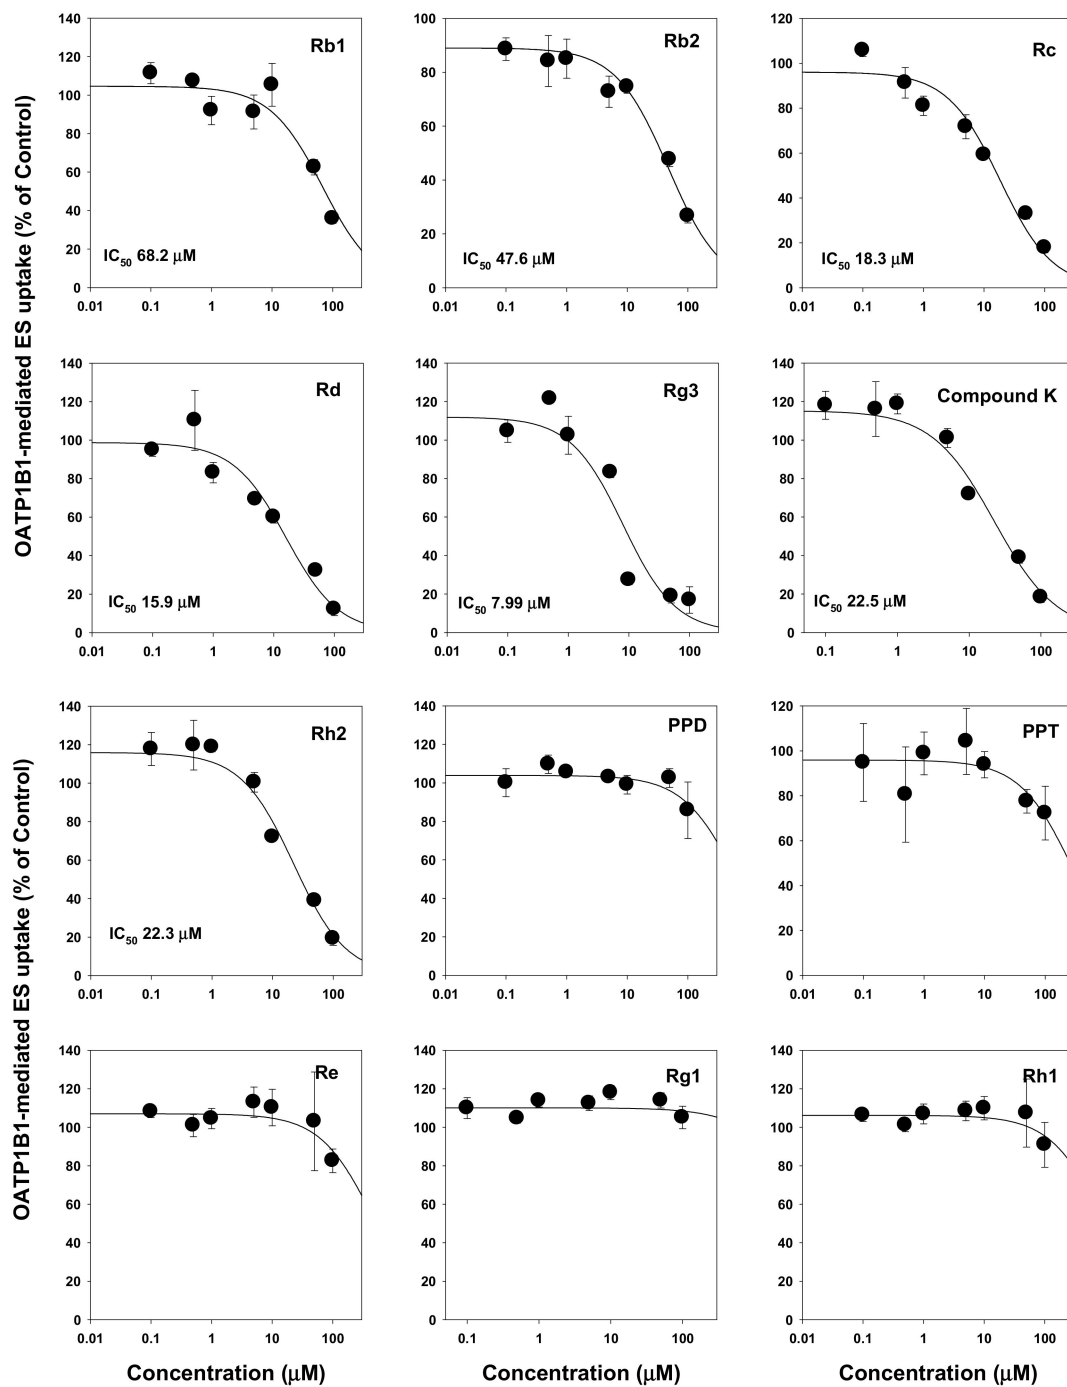 OATP1B1-mediated ES uptake (% of Control)
140
120
100
80
60
40
20
0
Rb1
IC50 68.2 μM
0.01 0.1 1 10 100
100
80
60
40
20
0
Rb2
IC50 47.6 μM
0.01 0.1 1 10 100
120
100
80
60
40
20
0
Rc
IC50 18.3 μM
0.01 0.1 1 10 100
140
120
100
80
60
40
20
0
Rd
IC50 15.9 μM
0.01 0.1 1 10 100
140
120
100
80
60
40
20
0
Rg3
IC50 7.99 μM
0.01 0.1 1 10 100
140
120
100
80
60
40
20
0
Compound K
IC50 22.5 μM
0.1 1 10 100
OATP1B1-mediated ES uptake (% of Control)
140
120
100
80
60
40
20
0
Rh2
IC50 22.3 μM
0.01 0.1 1 10 100
140
120
100
80
60
40
20
0
PPD
0.01 0.1 1 10 100
120
100
80
60
40
20
0
PPT
0.01 0.1 1 10 100
140
120
100
80
60
40
20
0
Re
0.01 0.1 1 10 100
140
120
100
80
60
40
20
0
Rg1
0.1 1 10 100
140
120
100
80
60
40
20
0
Rh1
0.01 0.1 1 10 100
Concentration (μM)
Concentration (μM)
Concentration (μM)